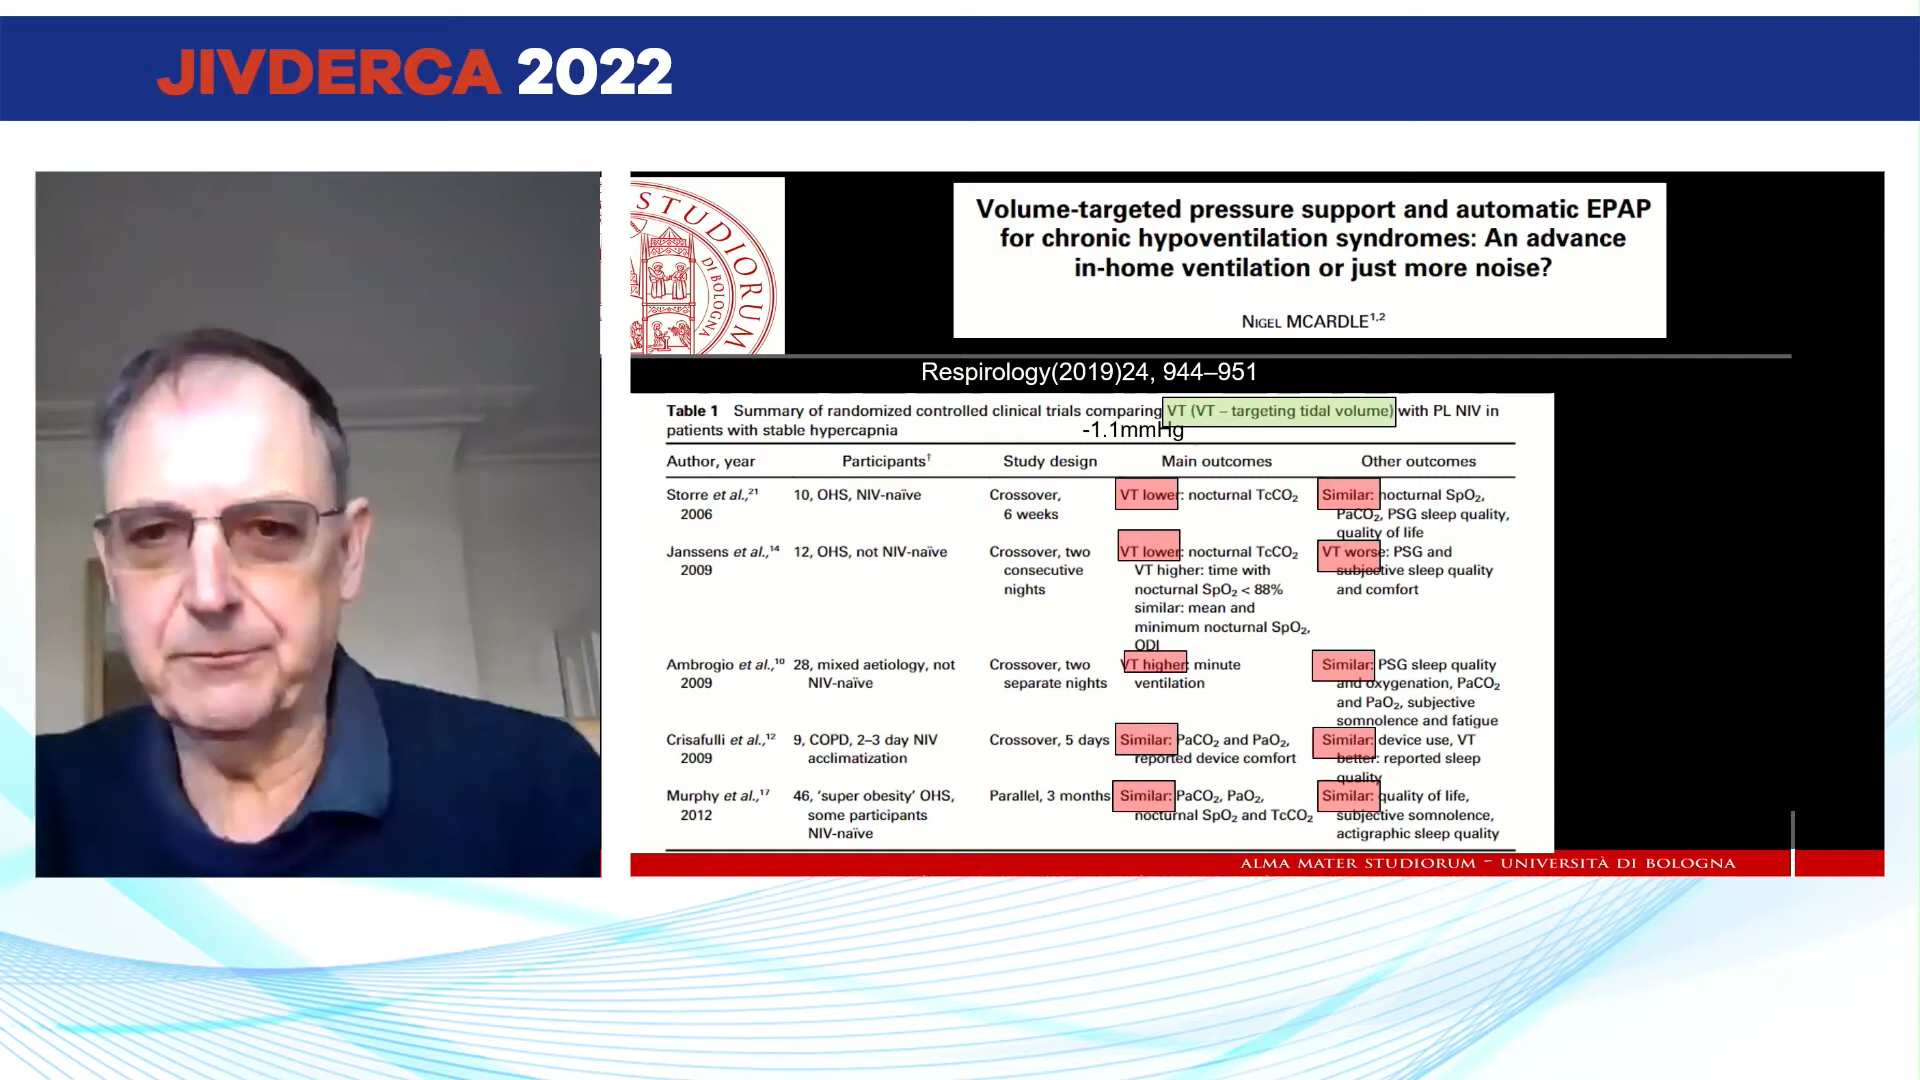 JIVDERCA 2022
STUDIORUM
DI BOLOGNA
Volume-targeted pressure support and automatic EPAP
for chronic hypoventilation syndromes: An advance
in-home ventilation or just more noise?
NIGEL MCARDLE1,2
Respirology(2019)24, 944–951
Table 1 Summary of randomized controlled clinical trials comparing VT (VT – targeting tidal volume) with PL NIV in
patients with stable hypercapnia
-1.1mmHg
Author, year Participants† Study design Main outcomes Other outcomes
Storre et al.,21 10, OHS, NIV-naïve Crossover, VT lower: nocturnal TcCO2 Similar: nocturnal SpO2,
2006 6 weeks PaCO2, PSG sleep quality,
quality of life
Janssens et al.,14 12, OHS, not NIV-naïve Crossover, two VT lower: nocturnal TcCO2 VT worse: PSG and
2009 consecutive VT higher: time with subjective sleep quality
nights nocturnal SpO2 < 88% and comfort
similar: mean and
minimum nocturnal SpO2,
ODI
Ambrogio et al.,10 28, mixed aetiology, not Crossover, two VT higher: minute Similar: PSG sleep quality
2009 NIV-naïve separate nights ventilation and oxygenation, PaCO2
and PaO2, subjective
somnolence and fatigue
Crisafulli et al.,12 9, COPD, 2–3 day NIV Crossover, 5 days Similar: PaCO2 and PaO2, Similar: device use, VT
2009 acclimatization reported device comfort better: reported sleep
quality
Murphy et al.,17 46, ‘super obesity’ OHS, Parallel, 3 months Similar: PaCO2, PaO2, Similar: quality of life,
2012 some participants nocturnal SpO2 and TcCO2 subjective somnolence,
NIV-naïve actigraphic sleep quality
ALMA MATER STUDIORUM – UNIVERSITÀ DI BOLOGNA